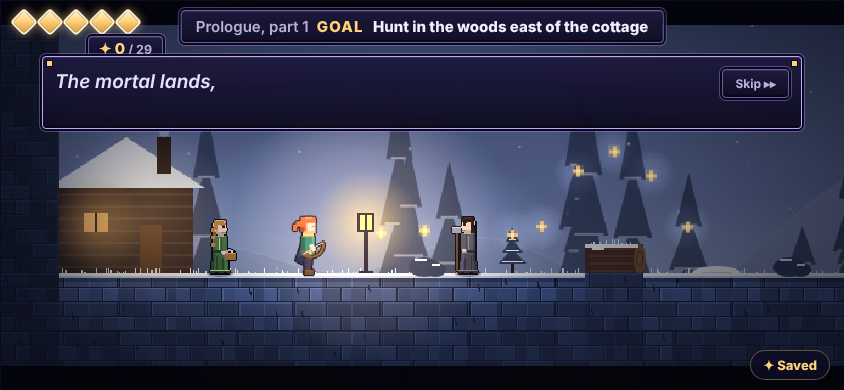 Prologue, part 1 GOAL Hunt in the woods east of the cottage
✦ 0 / 29
The mortal lands,
Skip ▸▸
✦ Saved